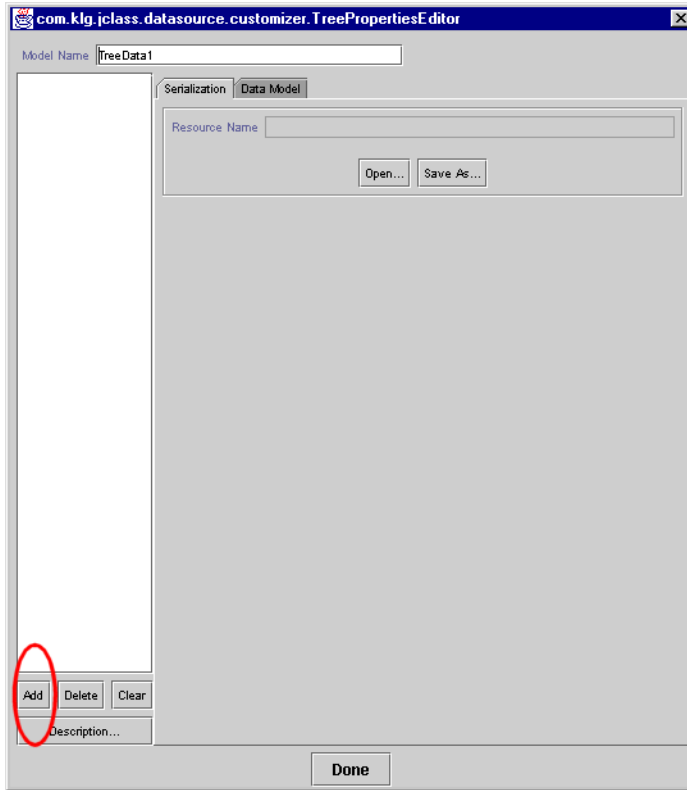 com.klg.jclass.datasource.customizer.TreePropertiesEditor
Model Name TreeData1
Serialization Data Model
Resource Name
Open... Save As...
Add Delete Clear
Description...
Done